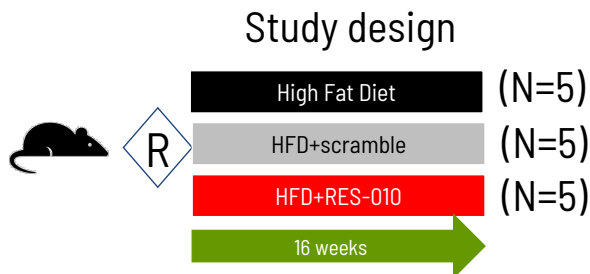 Study design
High Fat Diet (N=5)
R
HFD+scramble (N=5)
HFD+RES-010 (N=5)
16 weeks